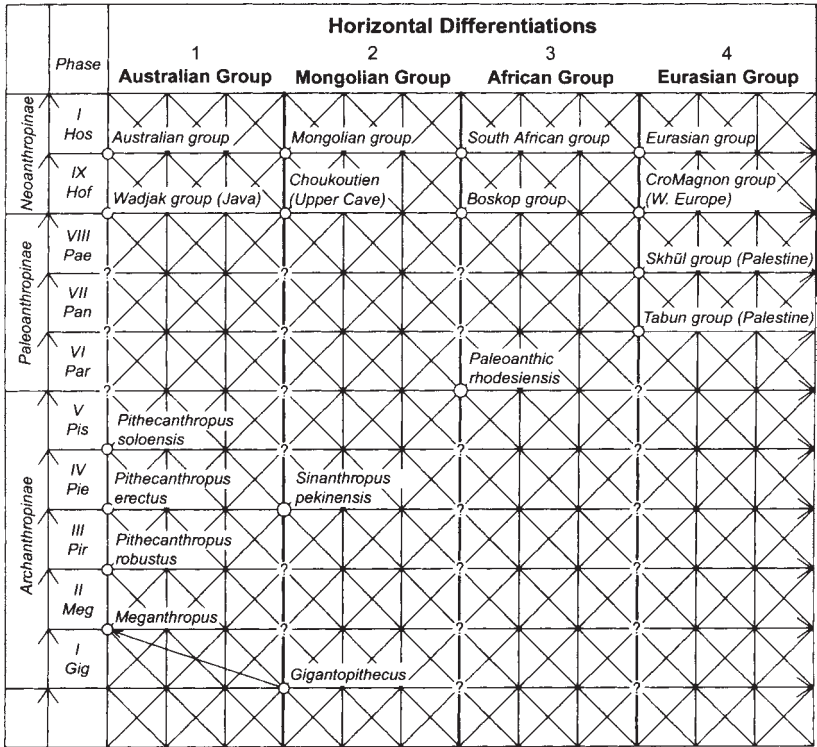 Horizontal Differentiations
Phase
1
Australian Group
2
Mongolian Group
3
African Group
4
Eurasian Group
Neoanthropinae
I
Hos
Australian group
Mongolian group
South African group
Eurasian group
IX
Hof
Wadjak group (Java)
Choukoutien
(Upper Cave)
Boskop group
CroMagnon group
(W. Europe)
Paleoanthropinae
VIII
Pae
Skhūl group (Palestine)
? ? ?
VII
Pan
Tabun group (Palestine)
? ? ?
VI
Par
Paleoanthic
rhodesiensis
? ? ?
Archanthropinae
V
Pis
Pithecanthropus
soloensis
? ? ?
IV
Pie
Pithecanthropus
erectus
Sinanthropus
pekinensis
? ?
III
Pir
Pithecanthropus
robustus
? ? ?
II
Meg
Meganthropus
? ? ?
I
Gig
Gigantopithecus
? ?